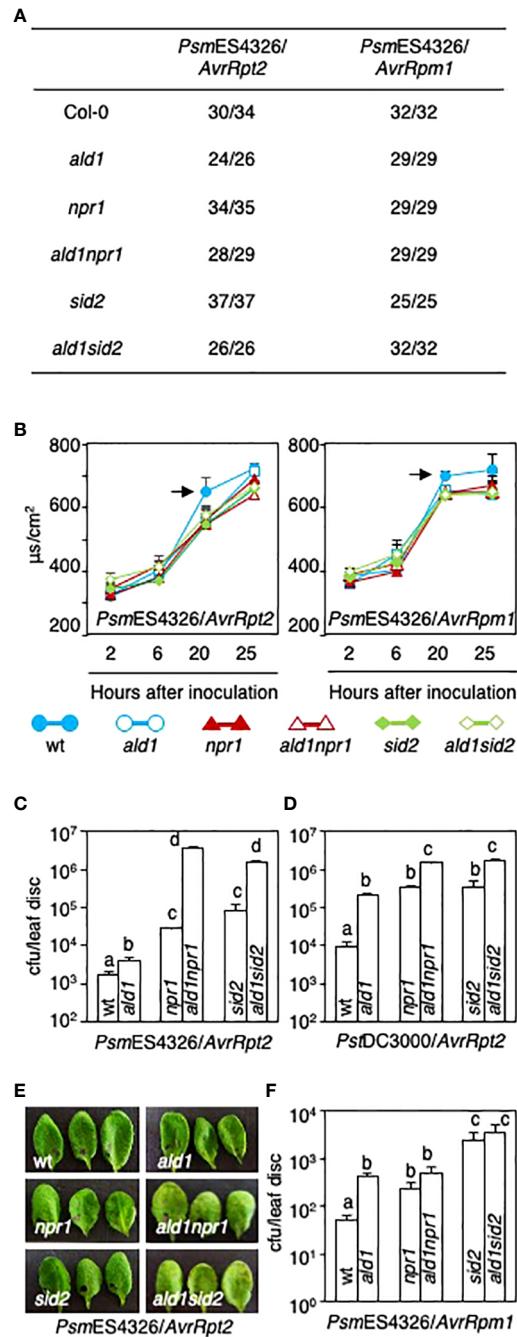 A
PsmES4326/ PsmES4326/
AvrRpt2 AvrRpm1
Col-0 30/34 32/32
ald1 24/26 29/29
npr1 34/35 29/29
ald1npr1 28/29 29/29
sid2 37/37 25/25
ald1sid2 26/26 32/32
B
800 800
600 600
400 400
200 200
µs/cm²
PsmES4326/AvrRpt2 PsmES4326/AvrRpm1
2 6 20 25 2 6 20 25
Hours after inoculation Hours after inoculation
wt ald1 npr1 ald1npr1 sid2 ald1sid2
C D
10⁷ 10⁷
10⁶ 10⁶
10⁵ 10⁵
10⁴ 10⁴
10³ 10³
10² 10²
cfu/leaf disc
a b c d c d
a b b c b c
wt ald1 npr1 ald1npr1 sid2 ald1sid2
wt ald1 npr1 ald1npr1 sid2 ald1sid2
PsmES4326/AvrRpt2 PstDC3000/AvrRpt2
E
wt ald1
npr1 ald1npr1
sid2 ald1sid2
PsmES4326/AvrRpt2
F
10⁴
10³
10²
10¹
10⁰
cfu/leaf disc
a b b b c c
wt ald1 npr1 ald1npr1 sid2 ald1sid2
PsmES4326/AvrRpm1